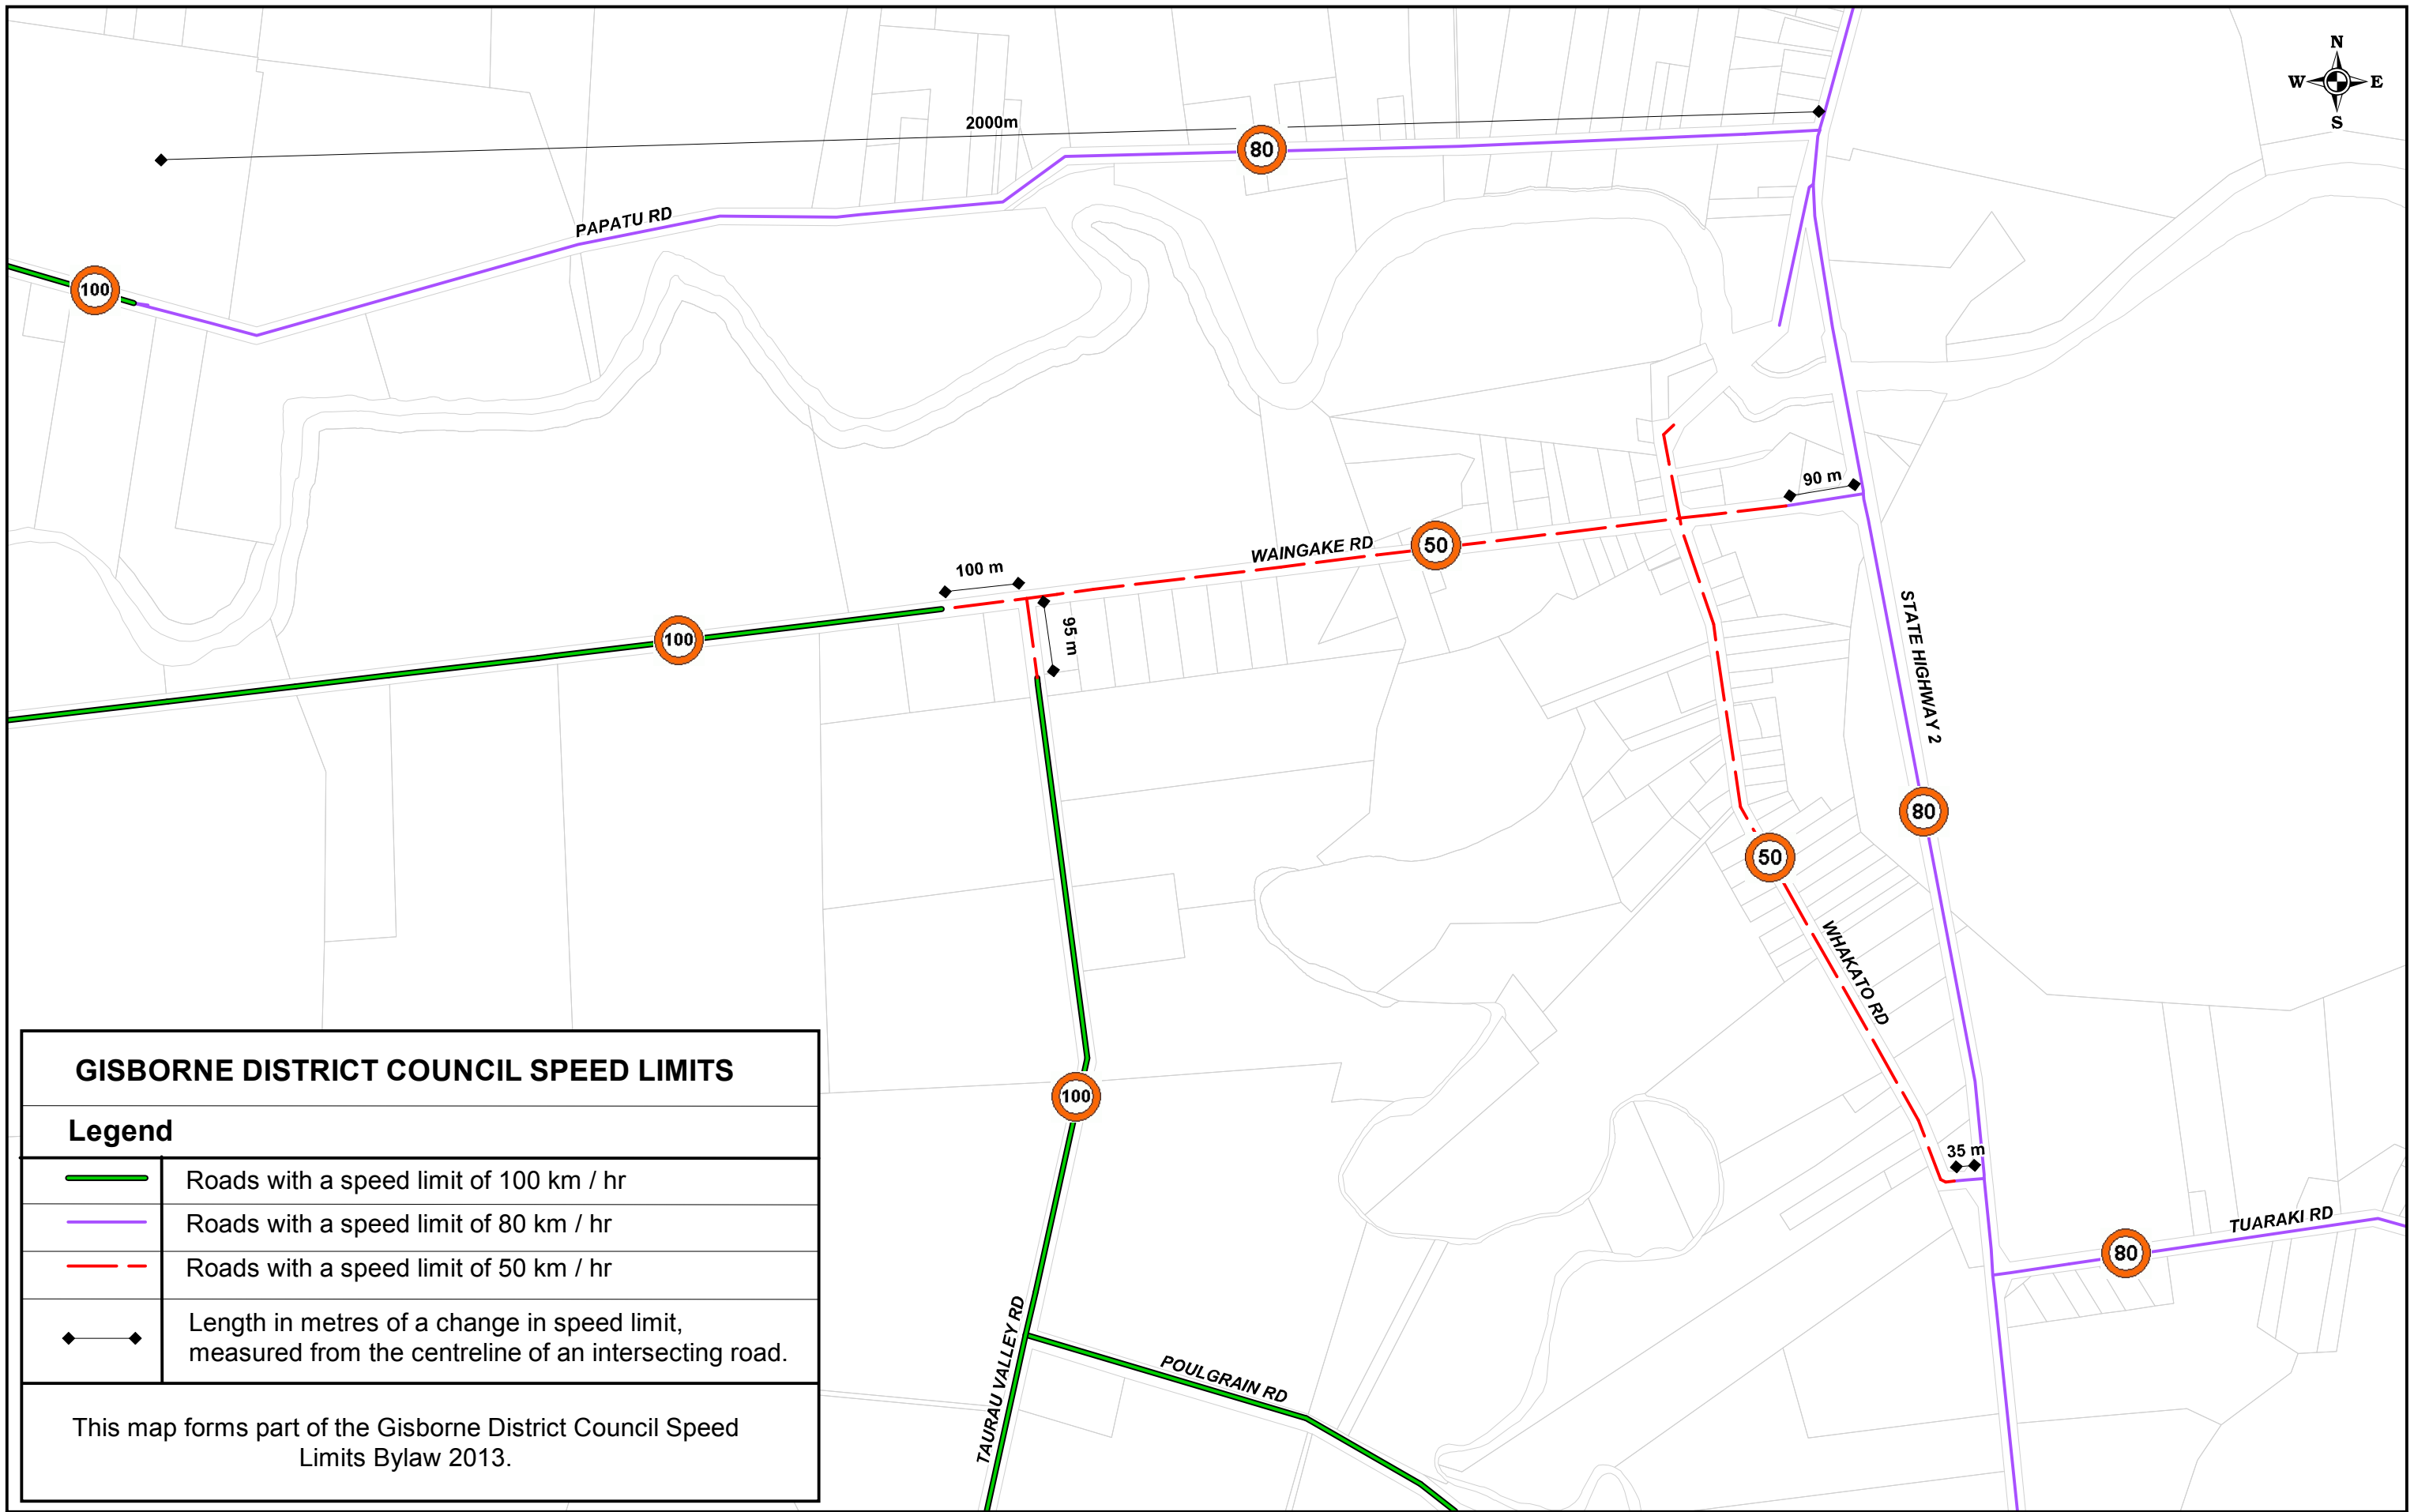 N
W E
S
2000m
80
PAPATU RD
100
90 m
WAINGAKE RD
50
100 m
95 m
100
STATE HIGHWAY 2
80
50
WHAKATO RD
100
35 m
TUARAKI RD
80
TAURAU VALLEY RD
POULGRAIN RD
GISBORNE DISTRICT COUNCIL SPEED LIMITS
Legend
Roads with a speed limit of 100 km / hr
Roads with a speed limit of 80 km / hr
Roads with a speed limit of 50 km / hr
Length in metres of a change in speed limit,
measured from the centreline of an intersecting road.
This map forms part of the Gisborne District Council Speed
Limits Bylaw 2013.